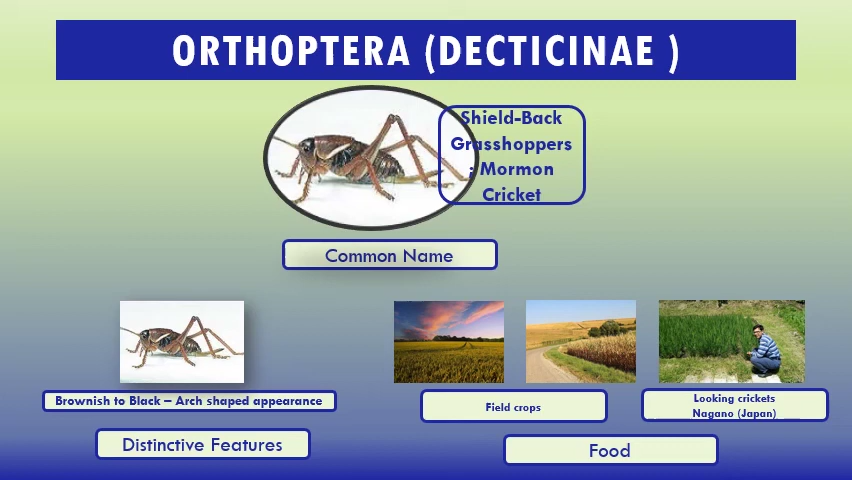 ORTHOPTERA (DECTICINAE )
Shield-Back
Grasshoppers
; Mormon
Cricket
Common Name
Brownish to Black – Arch shaped appearance
Distinctive Features
Field crops
Looking crickets
Nagano (Japan)
Food